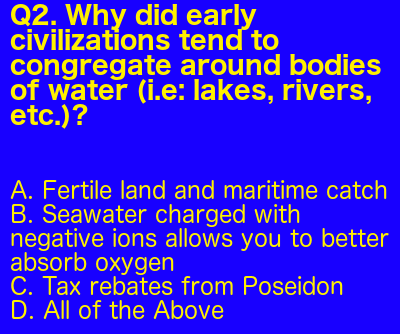 Q2. Why did early
civilizations tend to
congregate around bodies
of water (i.e: lakes, rivers,
etc.)?
A. Fertile land and maritime catch
B. Seawater charged with
negative ions allows you to better
absorb oxygen
C. Tax rebates from Poseidon
D. All of the Above